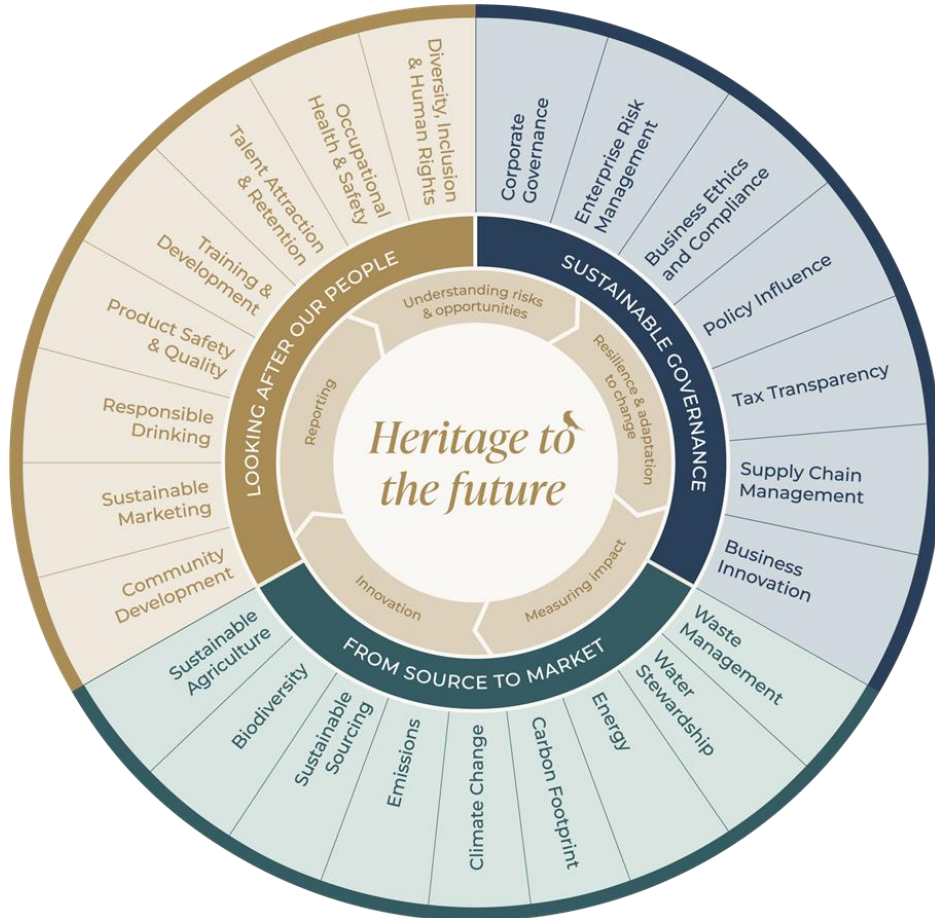 Heritage to
the future
Understanding risks
& opportunities
Resilience & adaptation
to change
Measuring impact
Innovation
Reporting
SUSTAINABLE GOVERNANCE
Corporate
Governance
Enterprise Risk
Management
Business Ethics
and Compliance
Policy Influence
Tax Transparency
Supply Chain
Management
Business
Innovation
FROM SOURCE TO MARKET
Waste
Management
Water
Stewardship
Energy
Carbon Footprint
Climate Change
Emissions
Sustainable
Sourcing
Biodiversity
Sustainable
Agriculture
LOOKING AFTER OUR PEOPLE
Community
Development
Sustainable
Marketing
Responsible
Drinking
Product Safety
& Quality
Training &
Development
Talent Attraction
& Retention
Occupational
Health & Safety
Diversity, Inclusion
& Human Rights